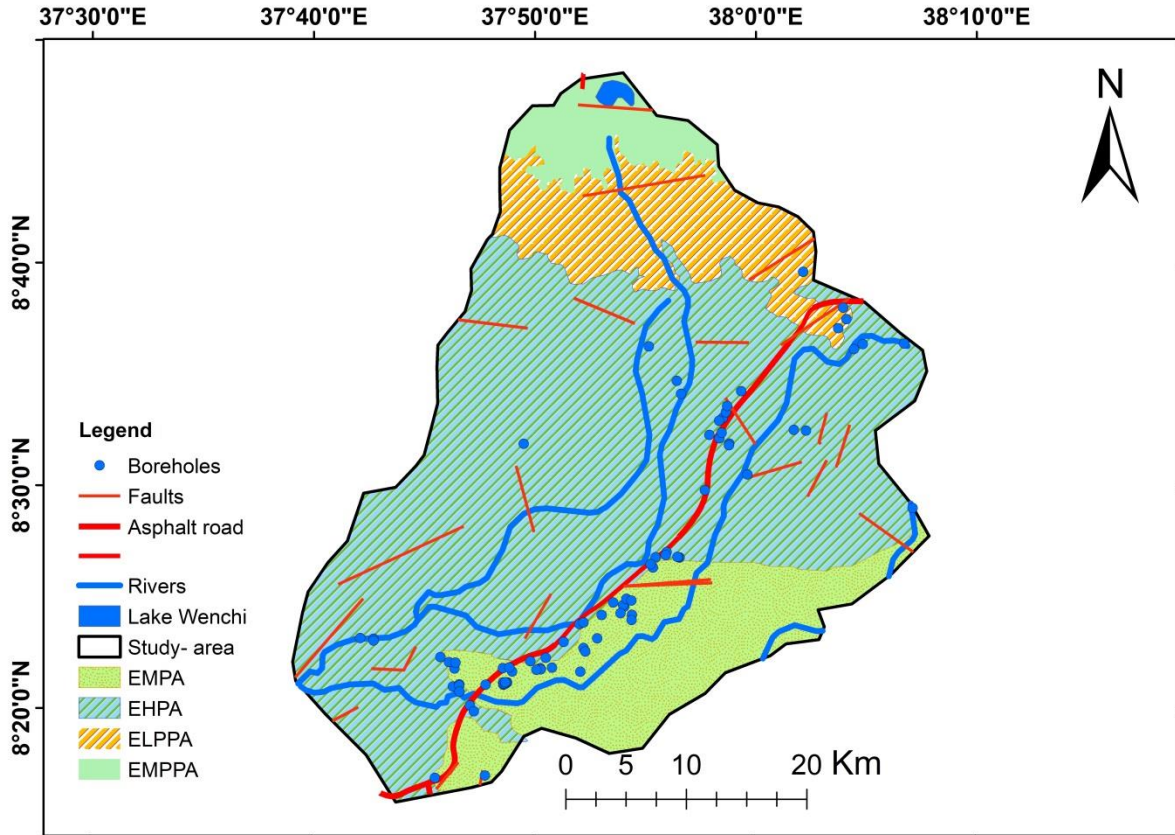 37°30'0"E 37°40'0"E 37°50'0"E 38°0'0"E 38°10'0"E
N
8°40'0"N
8°30'0"N
8°20'0"N
Legend
Boreholes
Faults
Asphalt road
Rivers
Lake Wenchi
Study- area
EMPA
EHPA
ELPPA
EMPPA
0 5 10 20 Km